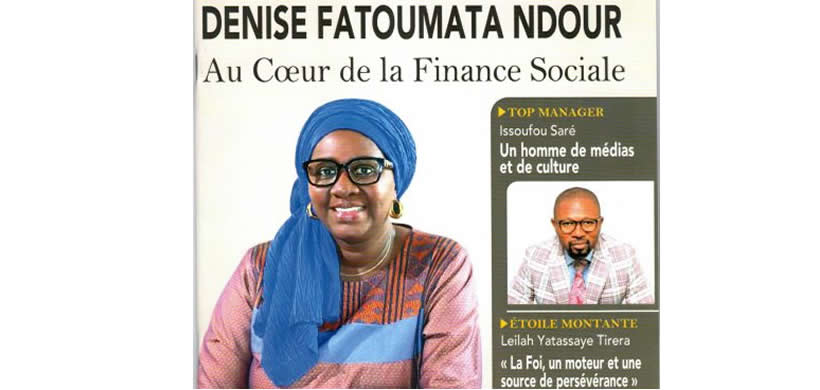 DENISE FATOUMATA NDOUR
Au Cœur de la Finance Sociale
TOP MANAGER
Issoufou Saré
Un homme de médias
et de culture
ÉTOILE MONTANTE
Leilah Yatassaye Tirera
« La Foi, un moteur et une
source de persévérance »